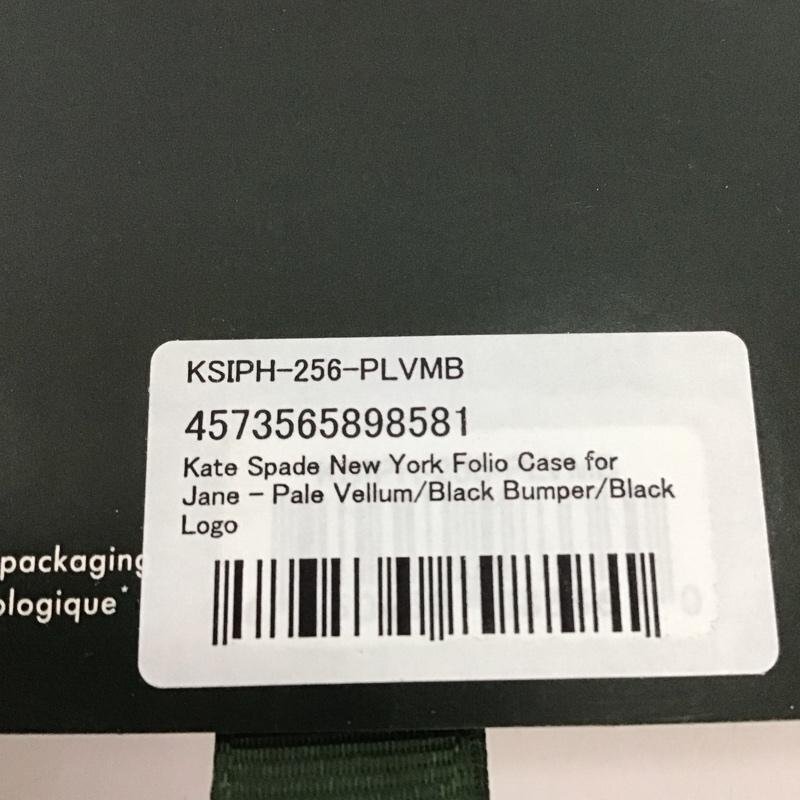 KSIPH-256-PLVMB
4573565898581
Kate Spade New York Folio Case for
Jane - Pale Vellum/Black Bumper/Black
Logo
packaging
ologique*